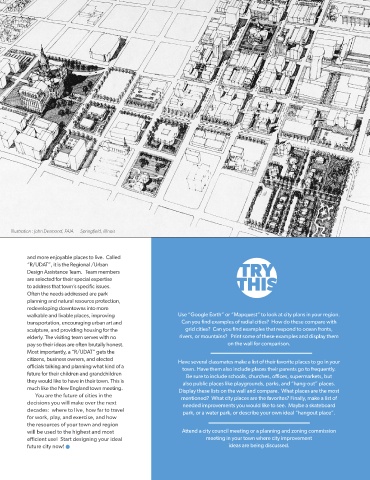 Illustration: John Desmond, FAIA Springfield, Illinois
and more enjoyable places to live. Called
"R/UDAT", it is the Regional /Urban
Design Assistance Team. Team members
are selected for their special expertise
to address that town's specific issues.
Often the needs addressed are park
planning and natural resource protection,
redeveloping downtowns into more
walkable and livable places, improving
transportation, encouraging urban art and
sculpture, and providing housing for the
elderly. The visiting team serves with no
pay so their ideas are often brutally honest.
Most importantly, a "R/UDAT" gets the
citizens, business owners, and elected
officials talking and planning what kind of a
future for their children and grandchildren
they would like to have in their town. This is
much like the New England town meeting.
You are the future of cities in the
decisions you will make over the next
decades: where to live, how far to travel
for work, play, and exercise, and how
the resources of your town and region
will be used to the highest and most
efficient use! Start designing your ideal
future city now!
TRY
THIS
Use "Google Earth" or "Mapquest" to look at city plans in your region.
Can you find examples of radial cities? How do these compare with
grid cities? Can you find examples that respond to ocean fronts,
rivers, or mountains? Print some of these examples and display them
on the wall for comparison.
Have several classmates make a list of their favorite places to go in your
town. Have them also include places their parents go to frequently.
Be sure to include schools, churches, offices, supermarkets, but
also public places like playgrounds, parks, and "hang-out" places.
Display these lists on the wall and compare. What places are the most
mentioned? What city places are the favorites? Finally, make a list of
needed improvements you would like to see. Maybe a skateboard
park, or a water park, or describe your own ideal "hangout place".
Attend a city council meeting or a planning and zoning commission
meeting in your town where city improvement
ideas are being discussed.